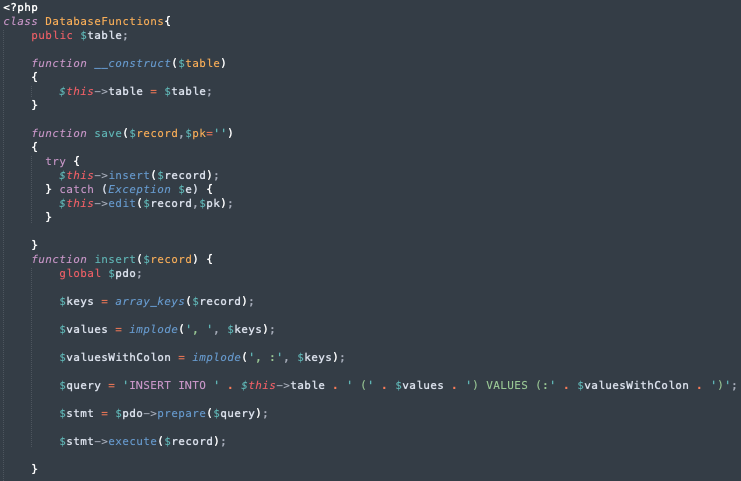 <?php
class DatabaseFunctions{
    public $table;

    function __construct($table)
    {
        $this->table = $table;
    }

    function save($record,$pk='')
    {
      try {
        $this->insert($record);
      } catch (Exception $e) {
        $this->edit($record,$pk);
      }

    }
    function insert($record) {
        global $pdo;

        $keys = array_keys($record);

        $values = implode(', ', $keys);

        $valuesWithColon = implode(', :', $keys);

        $query = 'INSERT INTO ' . $this->table . ' (' . $values . ') VALUES (:' . $valuesWithColon . ')';

        $stmt = $pdo->prepare($query);

        $stmt->execute($record);

    }